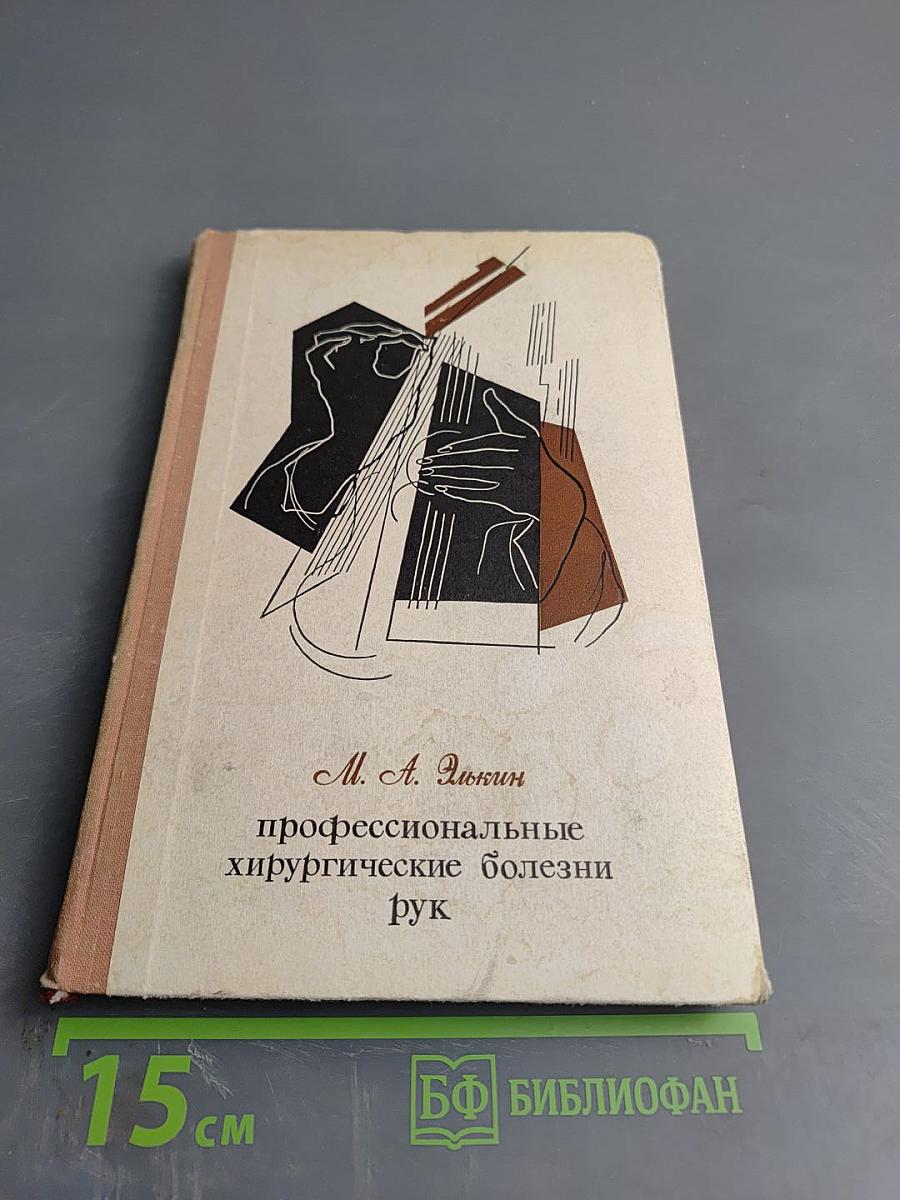 М. А. Элькин
профессиональные
хирургические болезни
рук
15 см
БФ БИБЛИОФАН